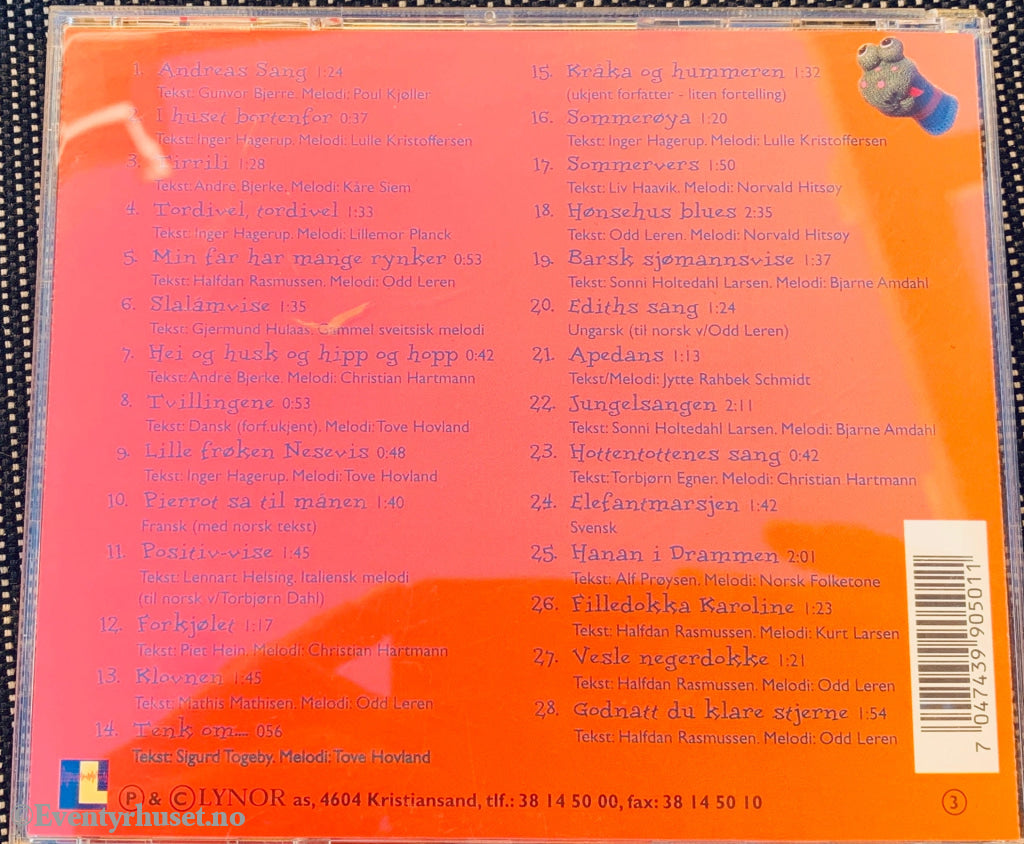 1. Andreas Sang 1:24
Tekst: Gunvor Bjerre. Melodi: Poul Kjøller
2. I huset bortenfor 0:37
Tekst: Inger Hagerup. Melodi: Lulle Kristoffersen
3. Tirrili 1:28
Tekst: André Bjerke, Melodi: Kåre Siem
4. Tordivel, tordivel 1:33
Tekst: Inger Hagerup. Melodi: Lillemor Planck
5. Min far har mange rynker 0:53
Tekst: Halfdan Rasmussen. Melodi: Odd Leren
6. Slalåmvise 1:35
Tekst: Gjermund Hulaas. Gammel sveitsisk melodi
7. Hei og husk og hipp og hopp 0:42
Tekst: André Bjerke. Melodi: Christian Hartmann
8. Tvillingene 0:53
Tekst: Dansk (forf.ukjent). Melodi: Tove Hovland
9. Lille frøken Nesevis 0:48
Tekst: Inger Hagerup. Melodi: Tove Hovland
10. Pierrot sa til månen 1:40
Fransk (med norsk tekst)
11. Positiv-vise 1:45
Tekst: Lennart Helsing. Italiensk melodi
(til norsk v/Torbjørn Dahl)
12. Forkjølet 1:17
Tekst: Piet Hein. Melodi: Christian Hartmann
13. Klovnen 1:45
Tekst: Mathis Mathisen. Melodi: Odd Leren
14. Tenk om.... 056
Tekst: Sigurd Togeby. Melodi: Tove Hovland
15. Kråka og hummeren 1:32
(ukjent forfatter - liten fortelling)
16. Sommerøya 1:20
Tekst: Inger Hagerup. Melodi: Lulle Kristoffersen
17. Sommervers 1:50
Tekst: Liv Haavik. Melodi: Norvald Hitsøy
18. Hønsehus blues 2:35
Tekst: Odd Leren. Melodi: Norvald Hitsøy
19. Barsk sjømannsvise 1:37
Tekst: Sonni Holtedahl Larsen. Melodi: Bjarne Amdahl
20. Ediths sang 1:24
Ungarsk (til norsk v/Odd Leren)
21. Apedans 1:13
Tekst/Melodi: Jytte Rahbek Schmidt
22. Jungelsangen 2:11
Tekst: Sonni Holtedahl Larsen. Melodi: Bjarne Amdahl
23. Hottentottenes sang 0:42
Tekst: Torbjørn Egner. Melodi: Christian Hartmann
24. Elefantmarsjen 1:42
Svensk
25. Hanan i Drammen 2:01
Tekst: Alf Prøysen. Melodi: Norsk Folketone
26. Filledokka Karoline 1:23
Tekst: Halfdan Rasmussen. Melodi: Kurt Larsen
27. Vesle negerdokke 1:21
Tekst: Halfdan Rasmussen. Melodi: Odd Leren
28. Godnatt du klare stjerne 1:54
Tekst: Halfdan Rasmussen. Melodi: Odd Leren
7 047439 905011
L
Ⓟ & © LYNOR as, 4604 Kristiansand, tlf.: 38 14 50 00, fax: 38 14 50 10
3
©Eventyrhuset.no